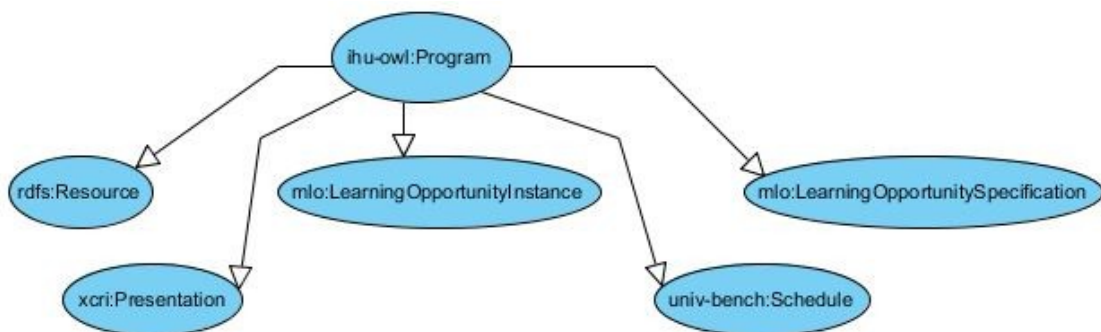 ihu-owl:Program
rdfs:Resource
mlo:LearningOpportunityInstance
mlo:LearningOpportunitySpecification
xcri:Presentation
univ-bench:Schedule